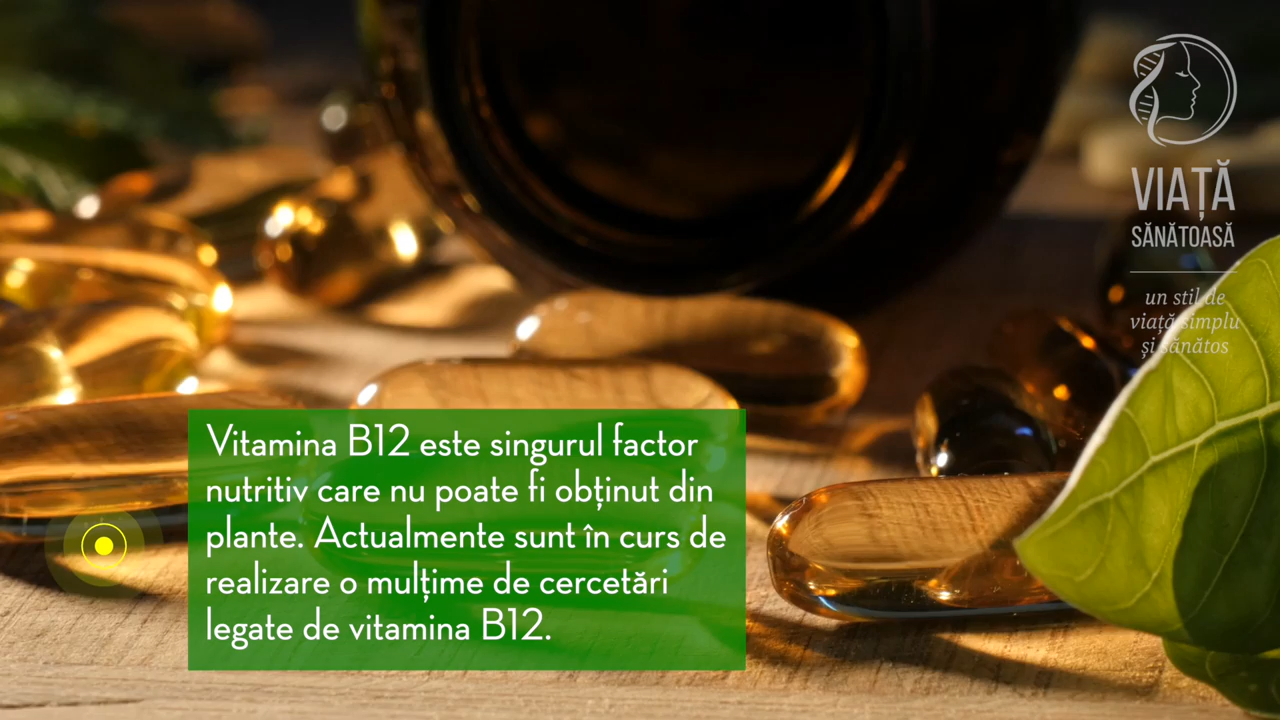 VIAȚĂ
SĂNĂTOASĂ
un stil de
viață simplu
și sănătos
Vitamina B12 este singurul factor
nutritiv care nu poate fi obținut din
plante. Actualmente sunt în curs de
realizare o mulțime de cercetări
legate de vitamina B12.